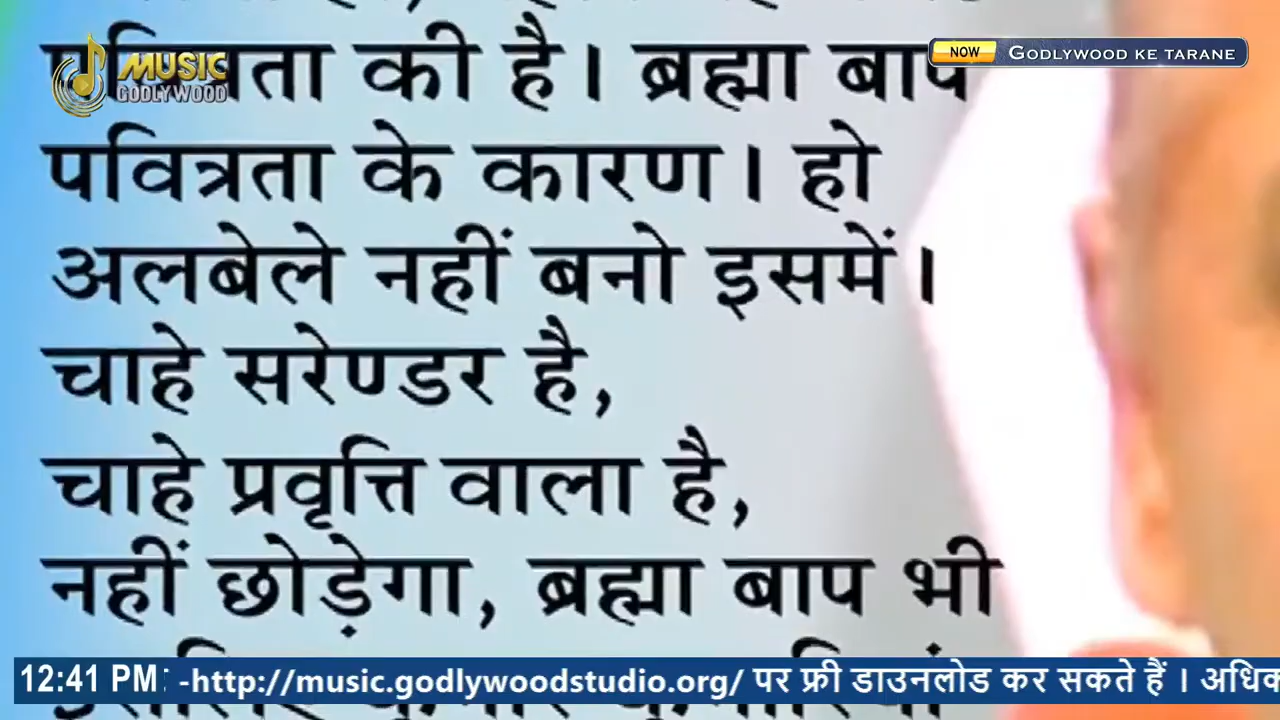 MUSIC
GODLYWOOD
NOW GODLYWOOD KE TARANE
की है। ब्रह्मा बाप
पवित्रता के कारण। हो
अलबेले नहीं बनो इसमें।
चाहे सरेण्डर है,
चाहे प्रवृत्ति वाला है,
नहीं छोड़ेगा, ब्रह्मा बाप भी
12:41 PM -http://music.godlywoodstudio.org/ पर फ्री डाउनलोड कर सकते हैं । अधिक